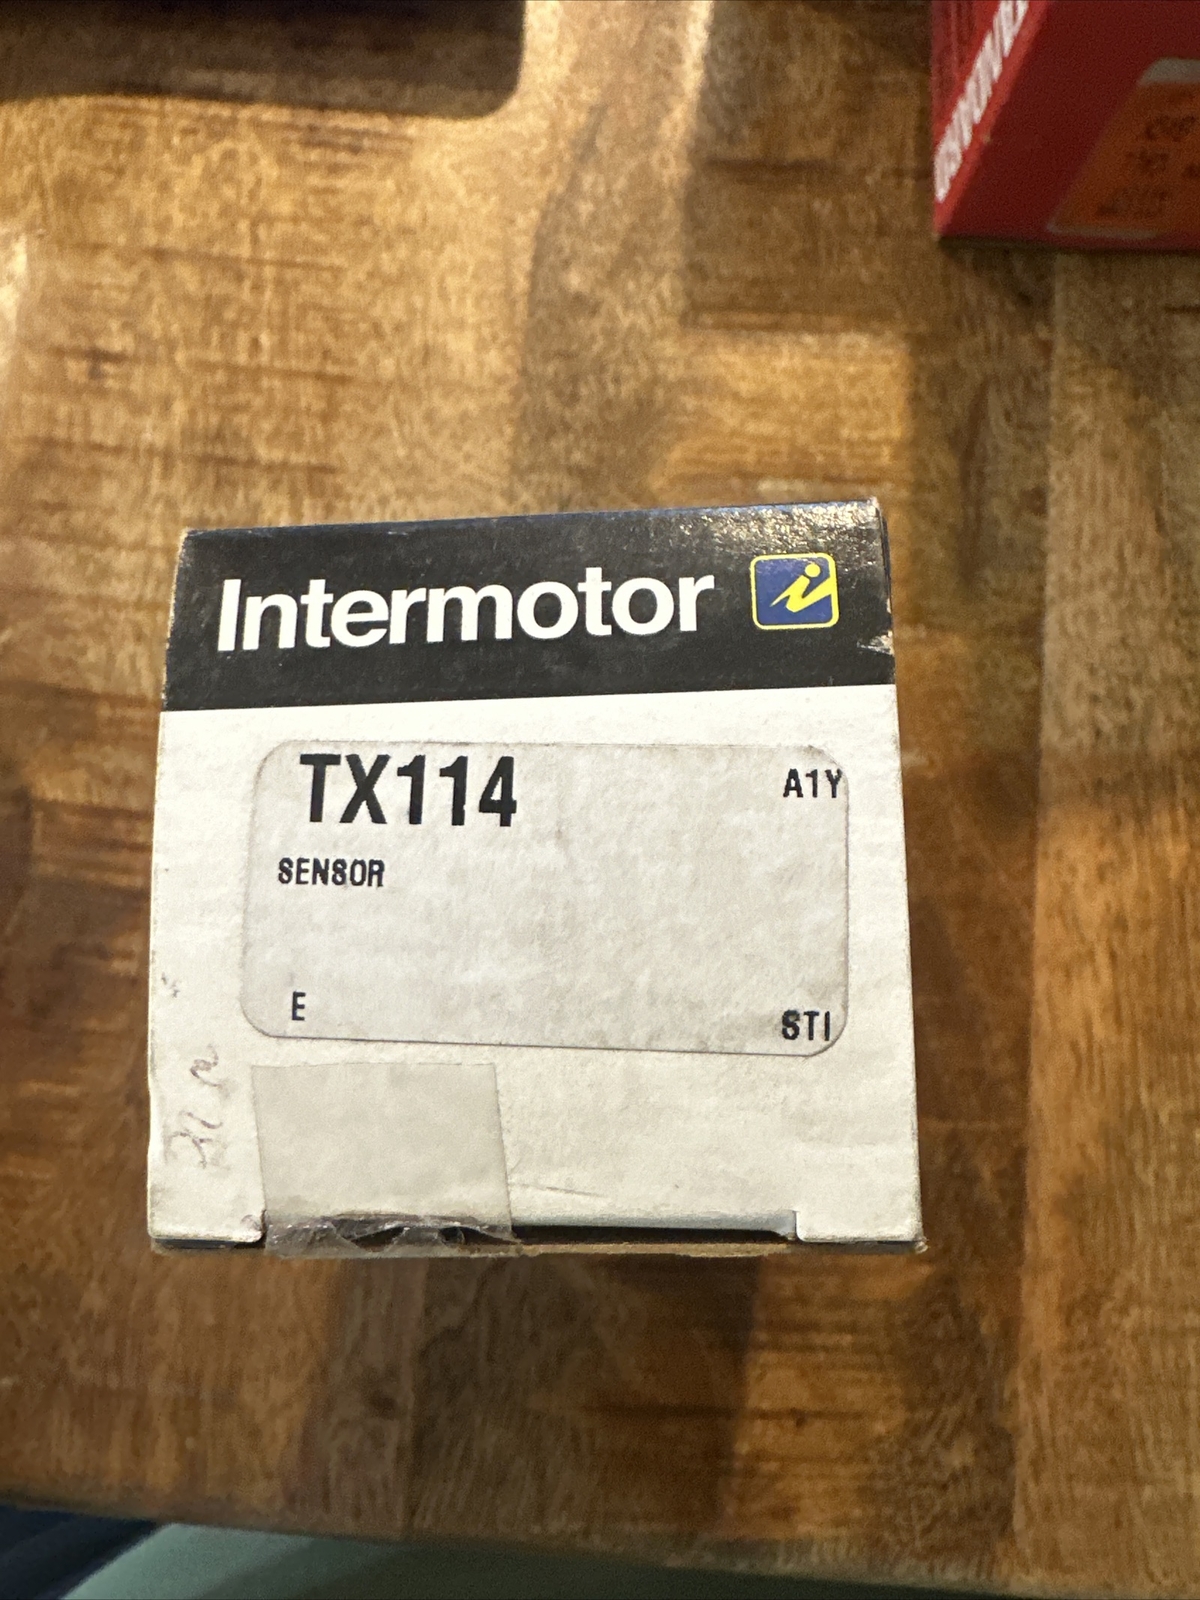 Intermotor
TX114
A1Y
SENSOR
E
STI